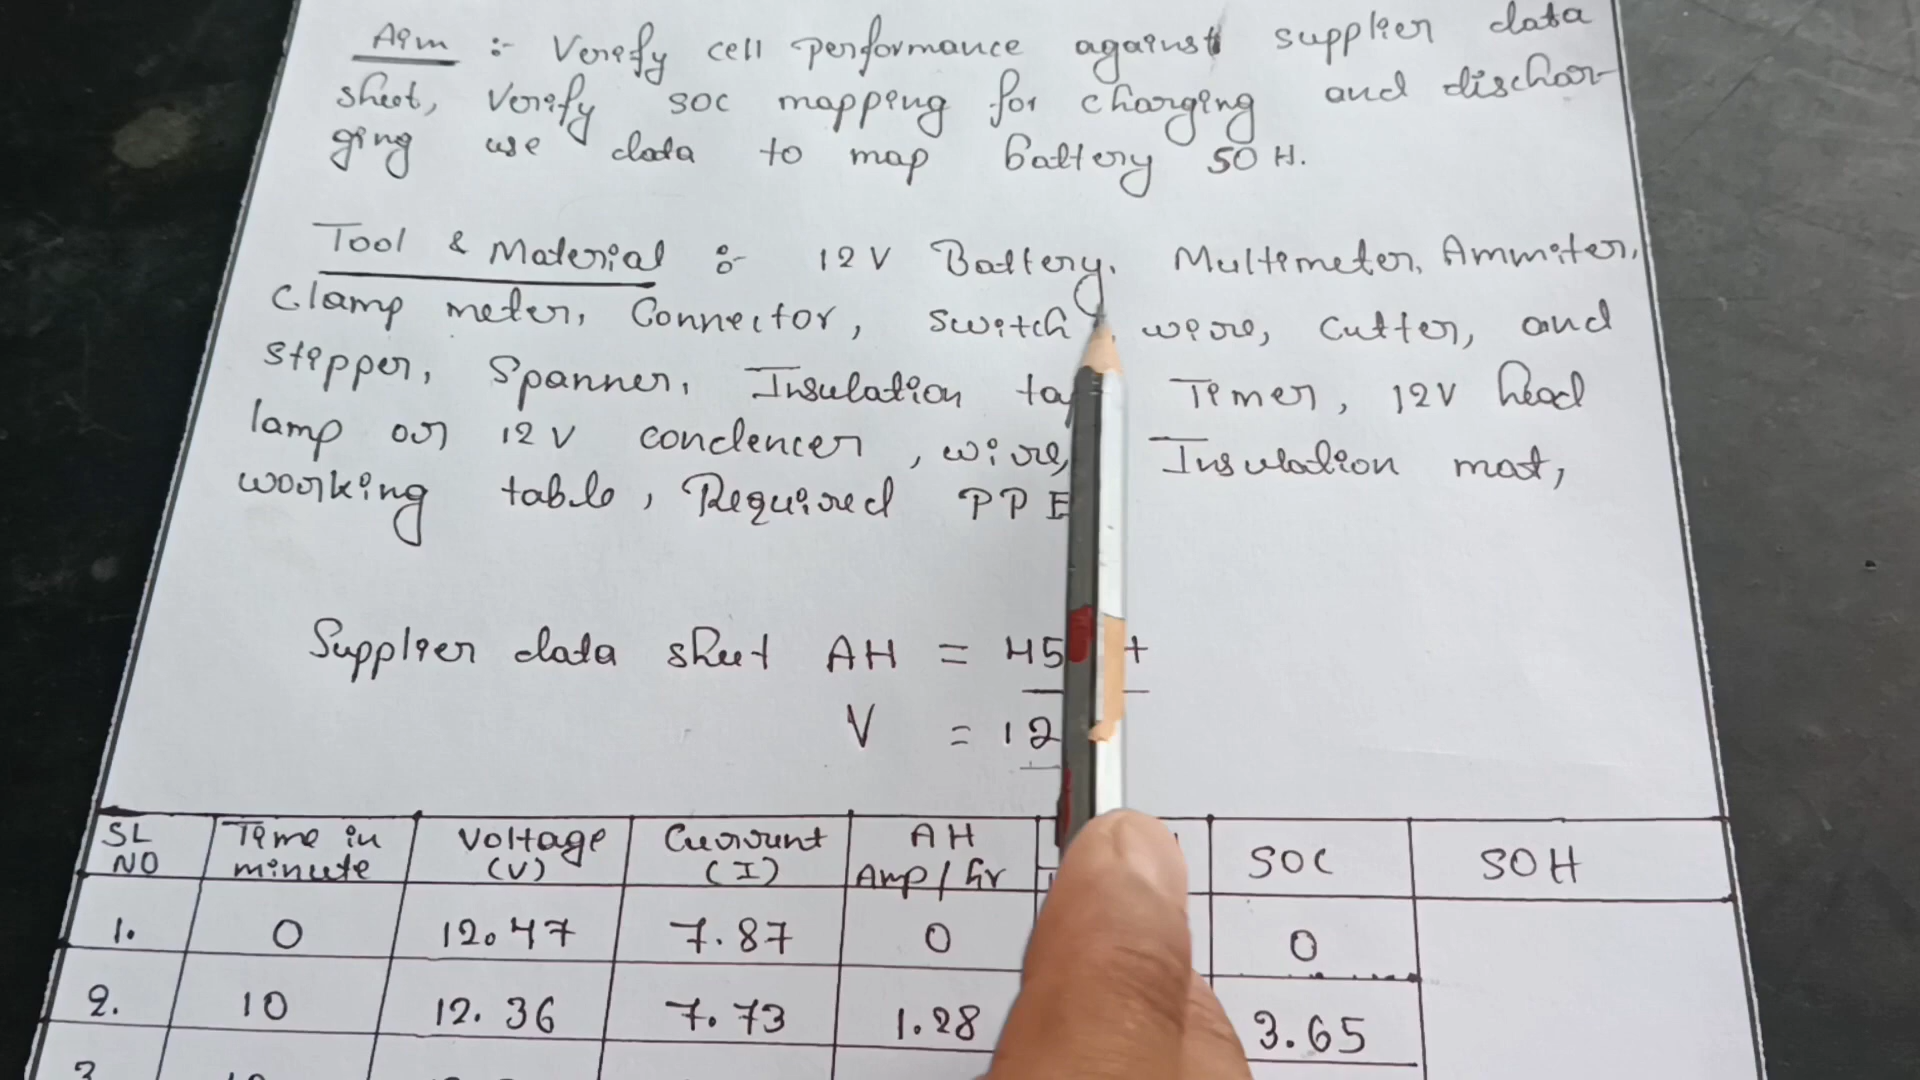 Aim :- Verify cell performance against supplier data
sheet, Verify SOC mapping for charging and dischar-
ging use data to map battery SOH.
Tool & Material :- 12V Battery, Multimeter, Ammiter,
Clamp meter, Connector, Switch, wire, cutter, and
stipper, Spanner, Insulation Timer, 12V head
lamp or 12V condencer, wire, Insulation mat,
working table, Required PPE
Supplier data sheet AH = 45
V = 12
SL NO Time in minute Voltage (V) Current (I) AH Amp/hr SOC SOH
1. 0 12.47 7.87 0 0
2. 10 12.36 7.73 1.28 3.65